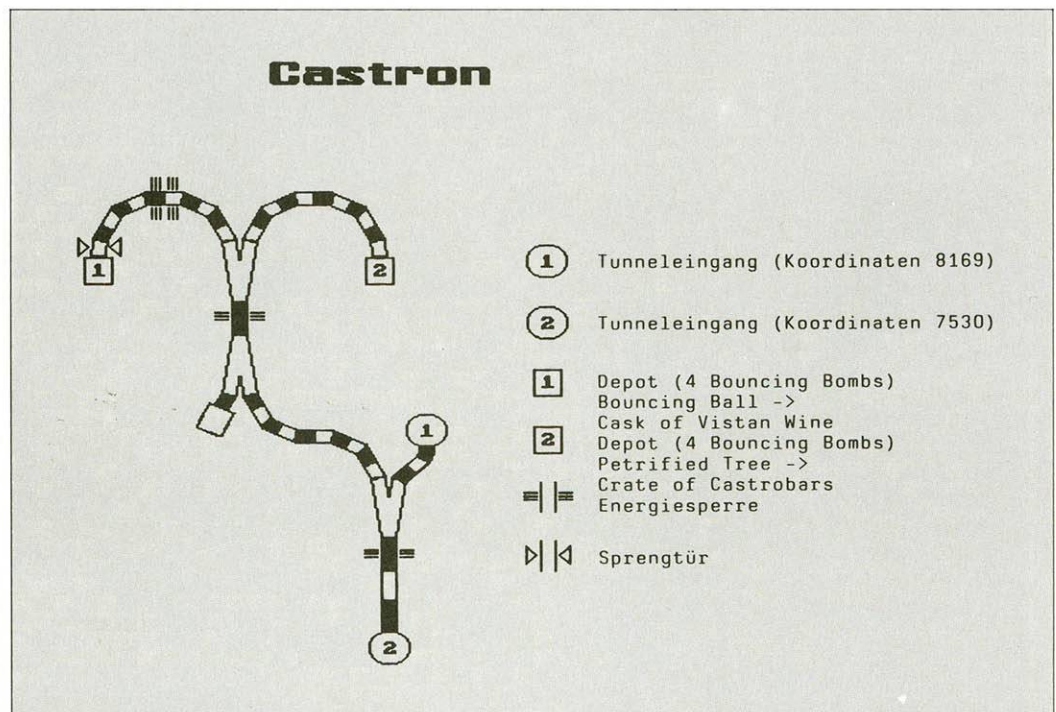 Castron
1
2
1
2
1 Tunneleingang (Koordinaten 8169)
2 Tunneleingang (Koordinaten 7530)
1 Depot (4 Bouncing Bombs)
Bouncing Ball ->
Cask of Vistan Wine
2 Depot (4 Bouncing Bombs)
Petrified Tree ->
Crate of Castrobars
Energiesperre
Sprengtür